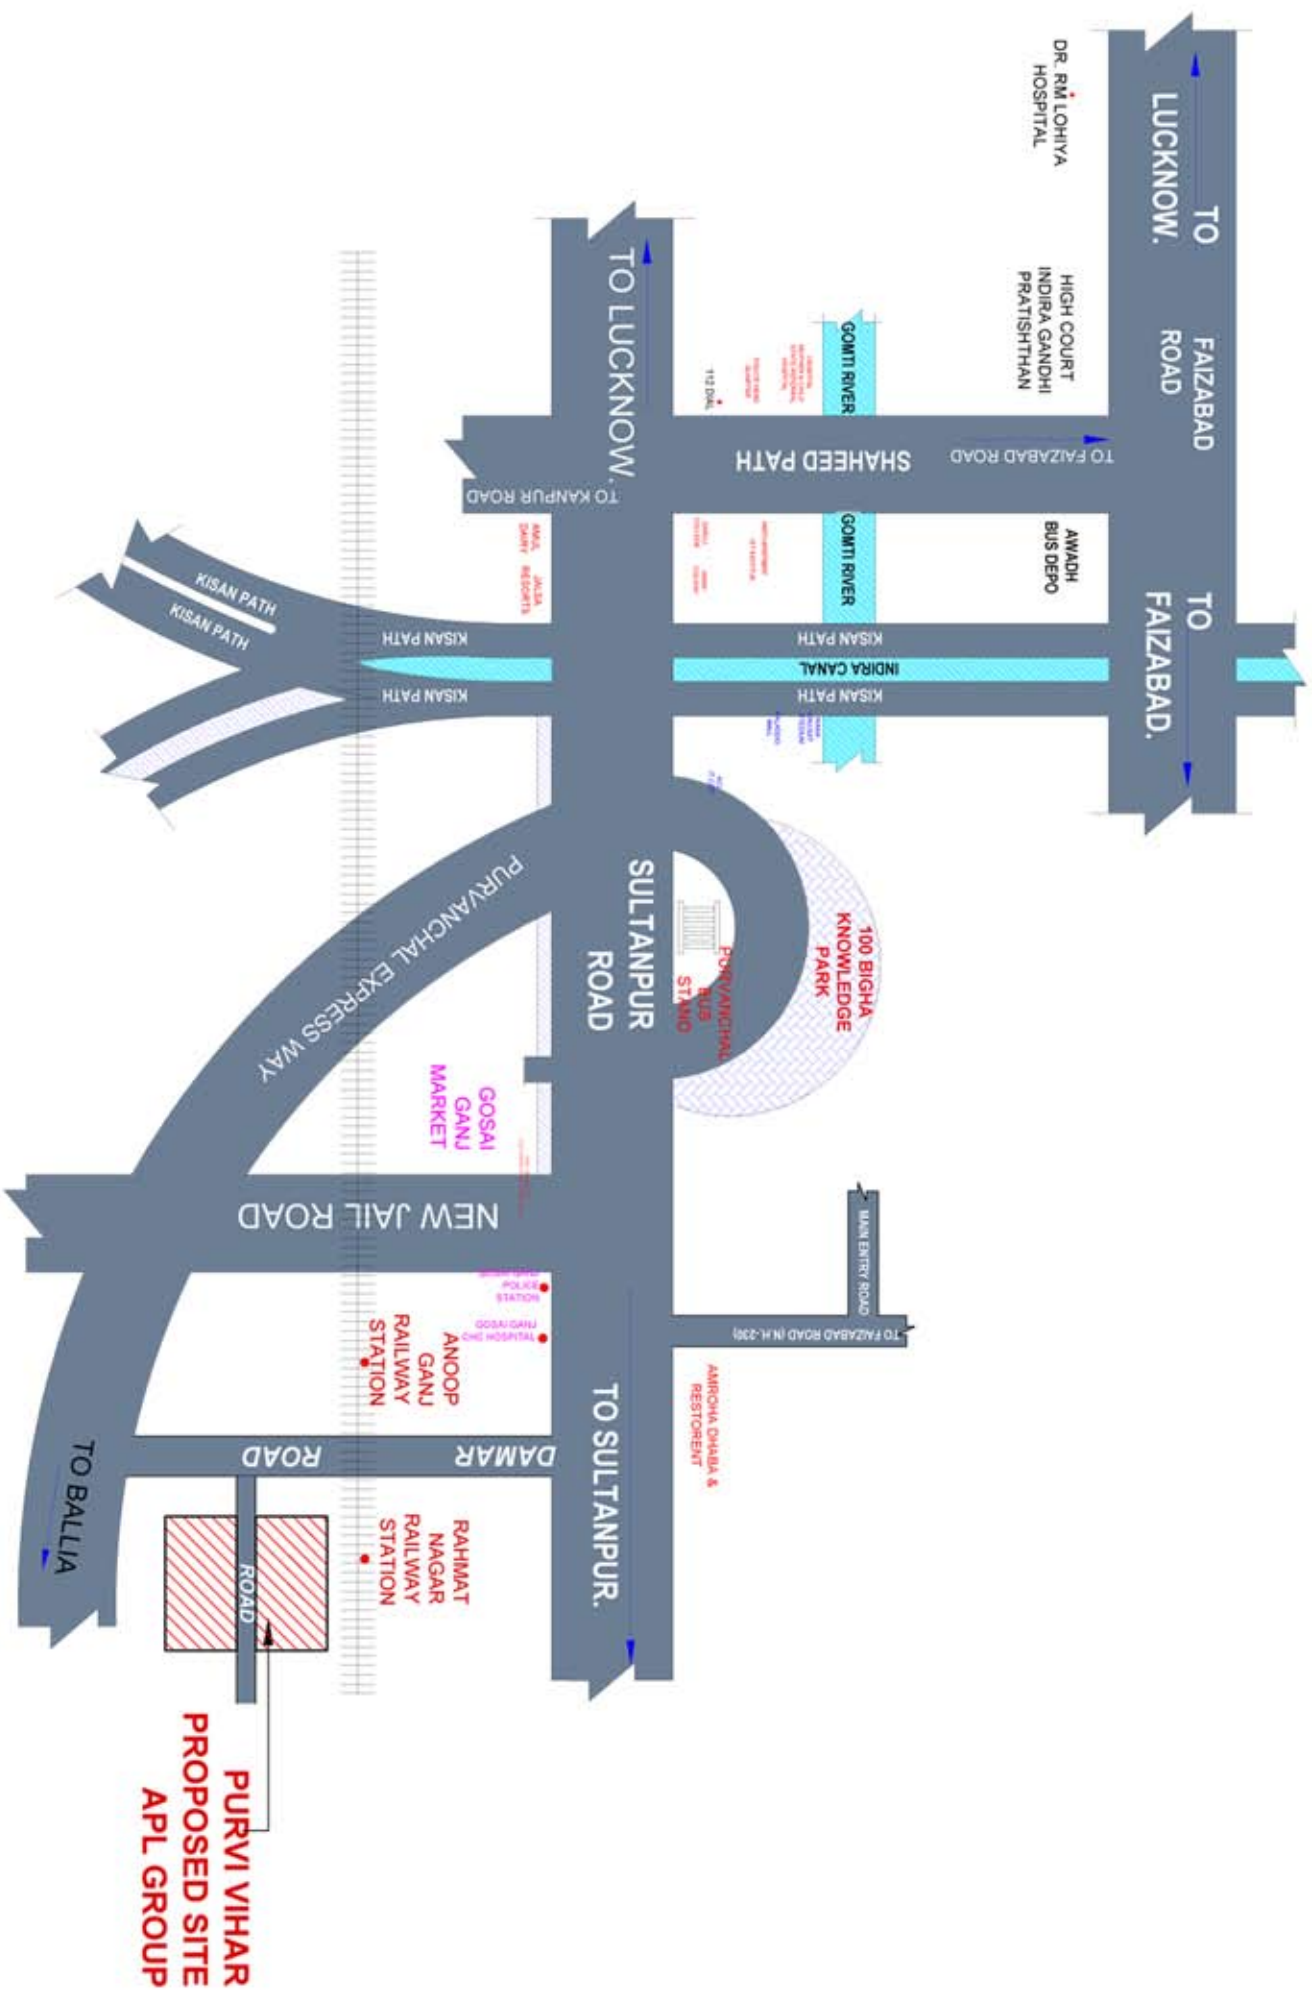 TO
LUCKNOW.
FAIZABAD
ROAD
TO
FAIZABAD.
DR. RM LOHIYA
HOSPITAL
HIGH COURT
INDIRA GANDHI
PRATISHTHAN
AWADH
BUS DEPO
TO FAIZABAD ROAD
SHAHEED PATH
GOMTI RIVER
GOMTI RIVER
112 DIAL
KISAN PATH
INDIRA CANAL
KISAN PATH
100 BIGHA
KNOWLEDGE
PARK
PURVANCHAL
BUS
STAND
MAIN ENTRY ROAD
TO FAIZABAD ROAD (N.H.-230)
AMROHA DHABA &
RESTORENT
TO LUCKNOW.
SULTANPUR
ROAD
TO SULTANPUR.
TO KANPUR ROAD
AMUL
DAIRY
JALSA
RESORTS
KISAN PATH
KISAN PATH
KISAN PATH
KISAN PATH
PURVANCHAL EXPRESS WAY
GOSAI
GANJ
MARKET
NEW JAIL ROAD
POLICE
STATION
GOSAI GANJ
CHC HOSPITAL
ANOOP
GANJ
RAILWAY
STATION
DAMAR
ROAD
RAHMAT
NAGAR
RAILWAY
STATION
ROAD
TO BALLIA
PURVI VIHAR
PROPOSED SITE
APL GROUP